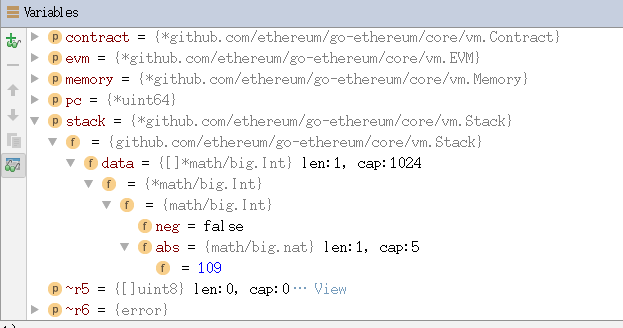 Variables
p contract = {*github.com/ethereum/go-ethereum/core/vm.Contract}
p evm = {*github.com/ethereum/go-ethereum/core/vm.EVM}
p memory = {*github.com/ethereum/go-ethereum/core/vm.Memory}
p pc = {*uint64}
p stack = {*github.com/ethereum/go-ethereum/core/vm.Stack}
f = {github.com/ethereum/go-ethereum/core/vm.Stack}
f data = {[]*math/big.Int} len:1, cap:1024
f = {*math/big.Int}
f = {math/big.Int}
f neg = false
f abs = {math/big.nat} len:1, cap:5
f = 109
p ~r5 = {[]uint8} len:0, cap:0… View
p ~r6 = {error}